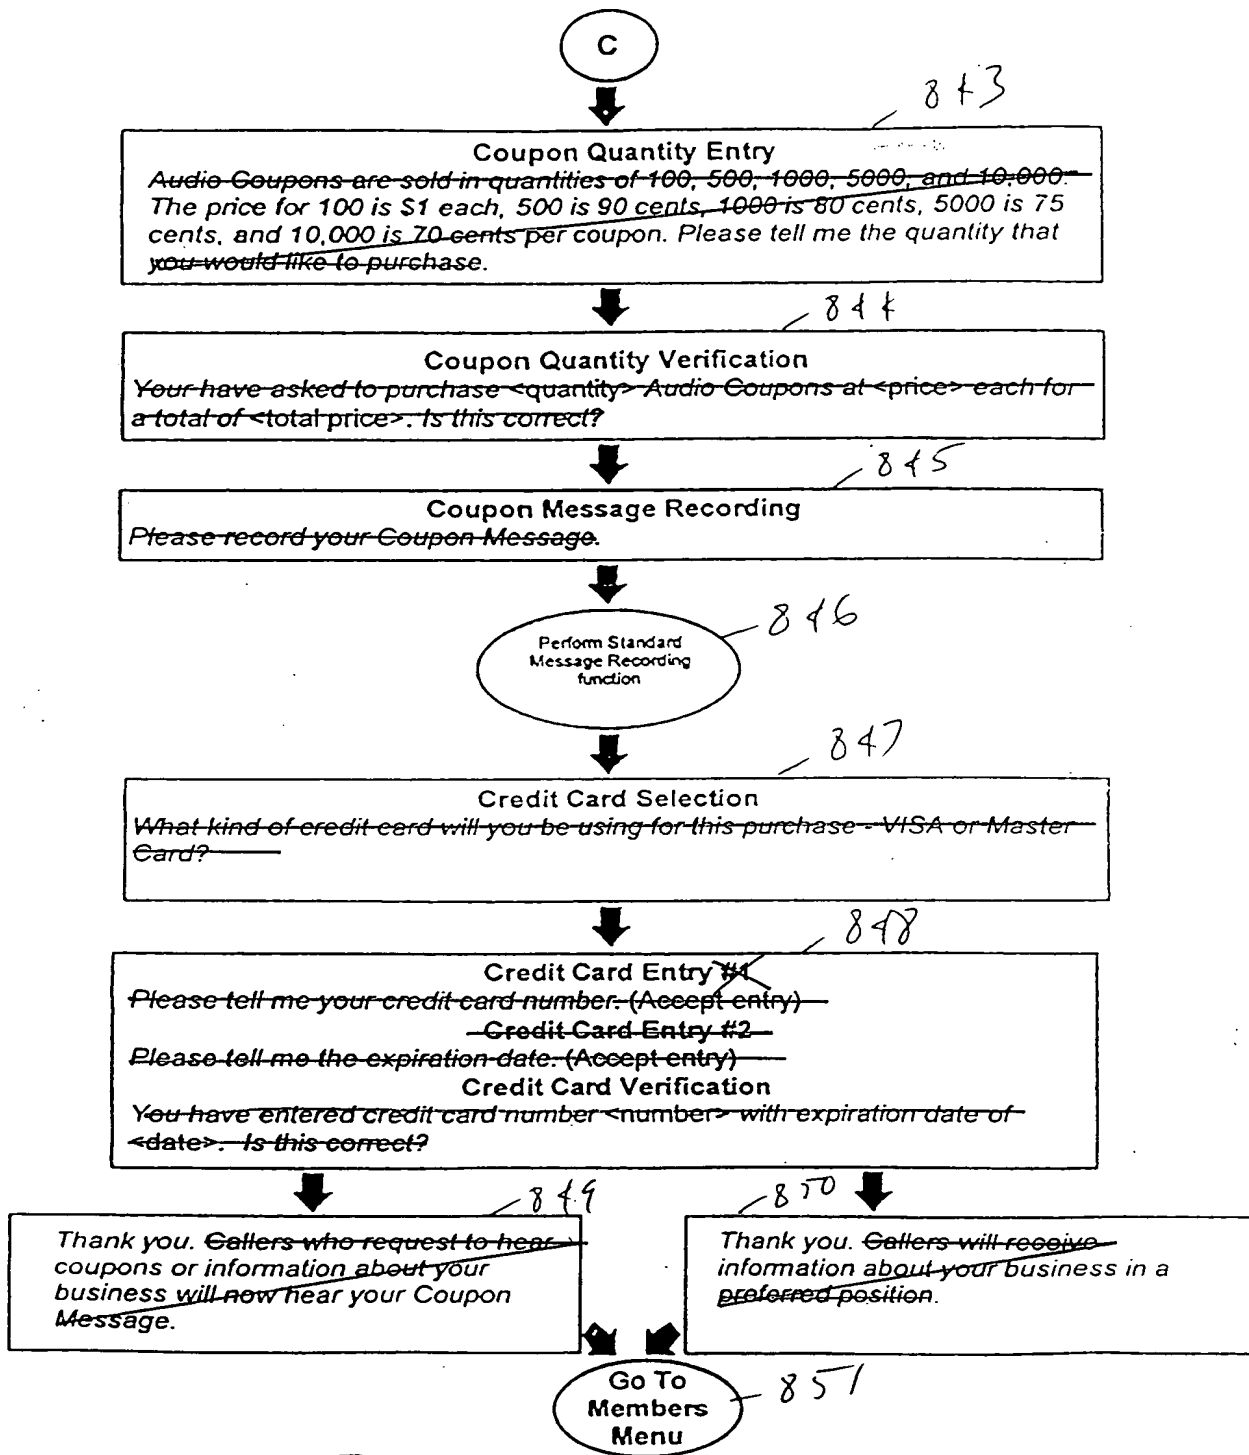 C
843
Coupon Quantity Entry
Audio Coupons are sold in quantities of 100, 500, 1000, 5000, and 10,000.
The price for 100 is $1 each, 500 is 90 cents, 1000 is 80 cents, 5000 is 75
cents, and 10,000 is 70 cents per coupon. Please tell me the quantity that
you would like to purchase.
844
Coupon Quantity Verification
Your have asked to purchase <quantity> Audio Coupons at <price> each for
a total of <total price>. Is this correct?
845
Coupon Message Recording
Please record your Coupon Message.
846
Perform Standard
Message Recording
function
847
Credit Card Selection
What kind of credit card will you be using for this purchase - VISA or Master
Card?
848
Credit Card Entry #1
Please tell me your credit card number. (Accept entry)
Credit Card Entry #2
Please tell me the expiration date. (Accept entry)
Credit Card Verification
You have entered credit card number <number> with expiration date of
<date>. Is this correct?
849
Thank you. Callers who request to hear
coupons or information about your
business will now hear your Coupon
Message.
850
Thank you. Callers will receive
information about your business in a
preferred position.
Go To
Members
Menu
851